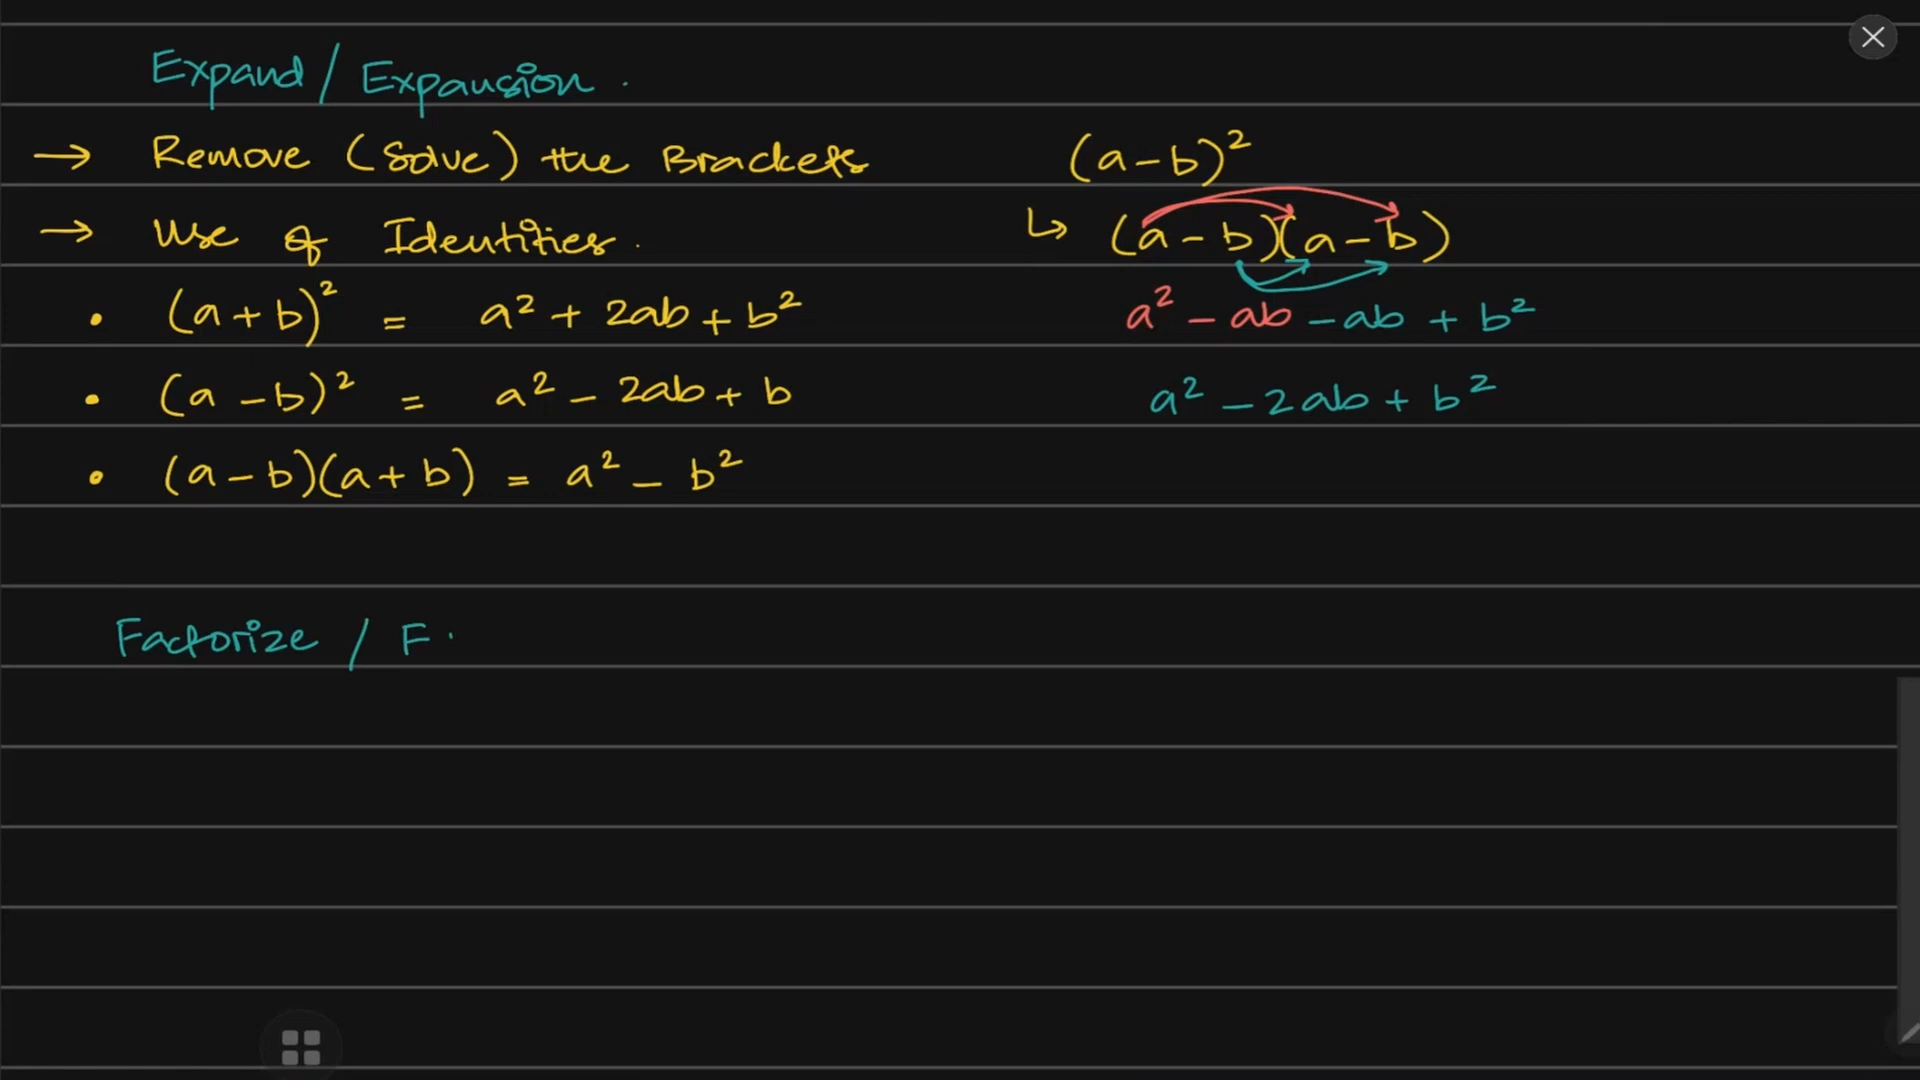 Expand / Expansion .
→ Remove (Solve) the Brackets
→ Use of Identities .
• (a + b)² = a² + 2ab + b²
• (a - b)² = a² - 2ab + b
• (a - b)(a + b) = a² - b²
(a - b)²
↳ (a - b)(a - b)
a² - ab - ab + b²
a² - 2ab + b²
Factorize / F